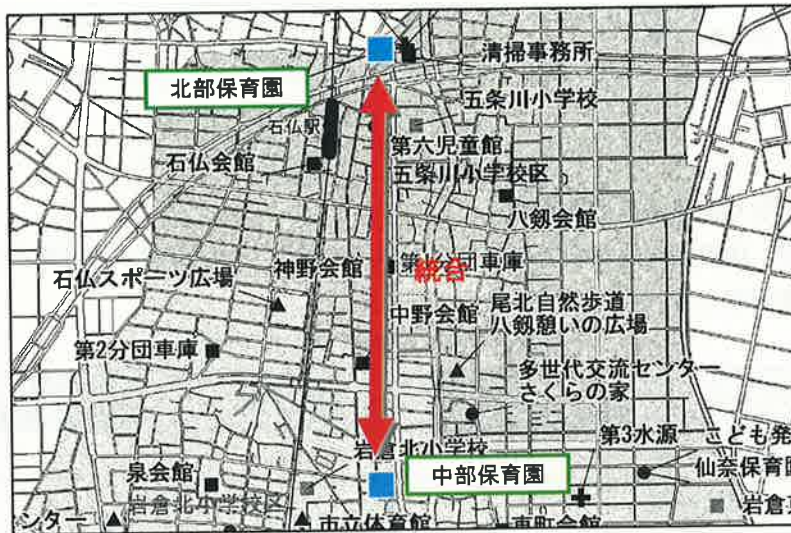 清掃事務所
北部保育園
五条川小学校
石仏駅
第六児童館
石仏会館
五条川小学校区
八剱会館
神野会館
統合
石仏スポーツ広場
中野会館
尾北自然歩道
八剱憩いの広場
第2分団車庫
多世代交流センター
さくらの家
岩倉北小学校
第3水源
こども発
中部保育園
仙奈保育園
泉会館
岩倉北小学校区
ンター
市立体育館
東町会館